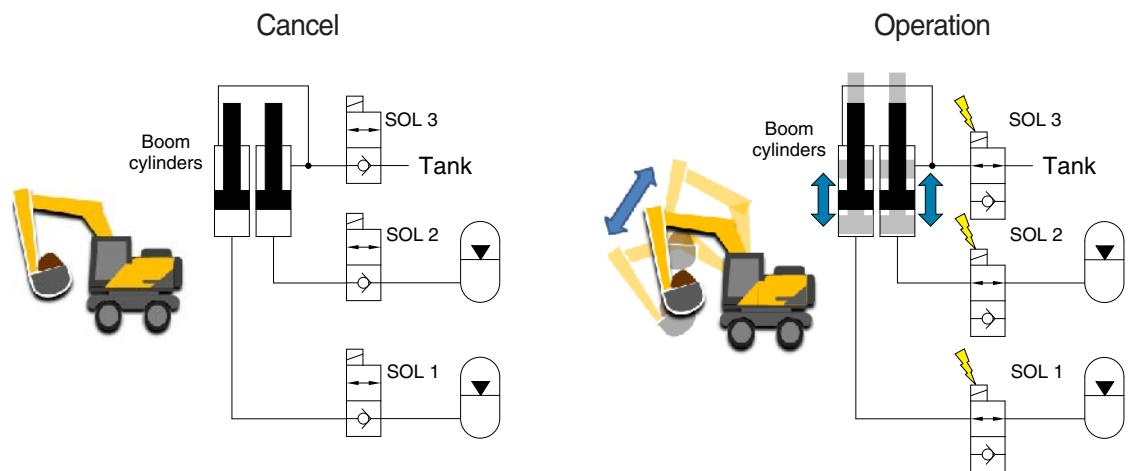 Cancel
Operation
SOL 3
Boom
cylinders
Tank
SOL 2
SOL 1
SOL 3
Boom
cylinders
Tank
SOL 2
SOL 1